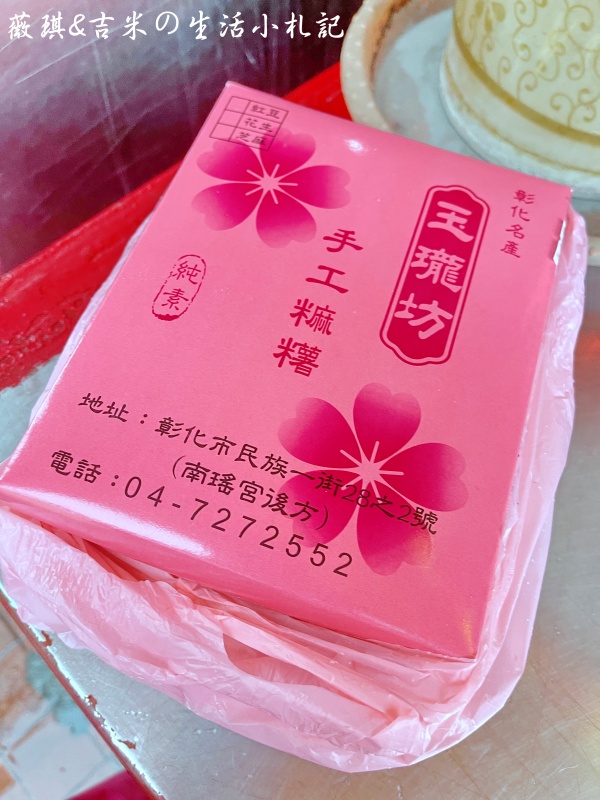 薇琪&吉米の生活小札記
紅豆
花生
芝麻
彰化名產
玉瓏坊
手工麻糬
純素
地址：彰化市民族一街28之2號
(南瑤宮後方)
電話：04-7272552